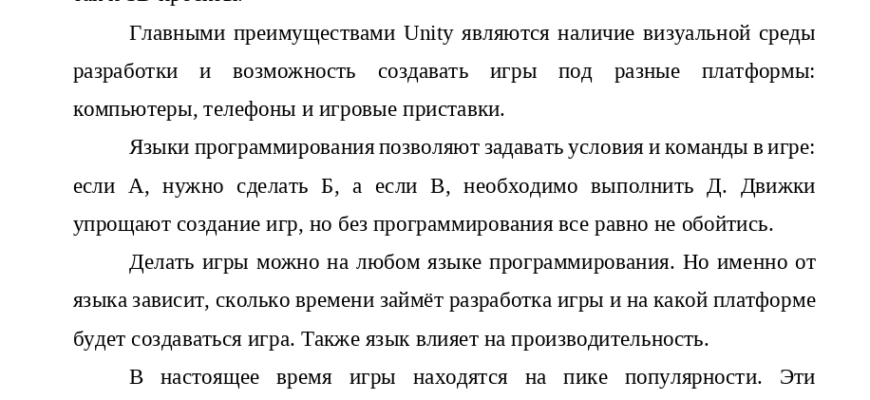 Главными преимуществами Unity являются наличие визуальной среды
разработки и возможность создавать игры под разные платформы:
компьютеры, телефоны и игровые приставки.
Языки программирования позволяют задавать условия и команды в игре:
если А, нужно сделать Б, а если В, необходимо выполнить Д. Движки
упрощают создание игр, но без программирования все равно не обойтись.
Делать игры можно на любом языке программирования. Но именно от
языка зависит, сколько времени займёт разработка игры и на какой платформе
будет создаваться игра. Также язык влияет на производительность.
В настоящее время игры находятся на пике популярности. Эти